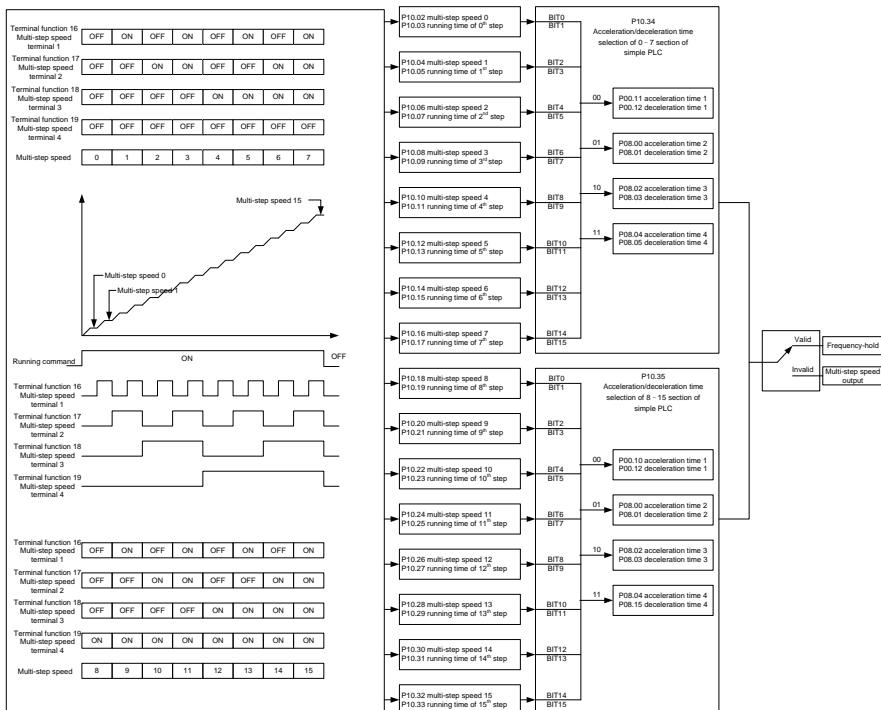 Terminal function 16
Multi-step speed
terminal 1
OFF ON OFF ON OFF ON OFF ON
Terminal function 17
Multi-step speed
terminal 2
OFF OFF ON ON OFF OFF ON ON
Terminal function 18
Multi-step speed
terminal 3
OFF OFF OFF OFF ON ON ON ON
Terminal function 19
Multi-step speed
terminal 4
OFF OFF OFF OFF OFF OFF OFF OFF
Multi-step speed 0 1 2 3 4 5 6 7
Multi-step speed 15
Multi-step speed 0
Multi-step speed 1
Running command ON OFF
Terminal function 16
Multi-step speed
terminal 1
Terminal function 17
Multi-step speed
terminal 2
Terminal function 18
Multi-step speed
terminal 3
Terminal function 19
Multi-step speed
terminal 4
Terminal function 16
Multi-step speed
terminal 1
OFF ON OFF ON OFF ON OFF ON
Terminal function 17
Multi-step speed
terminal 2
OFF OFF ON ON OFF OFF ON ON
Terminal function 18
Multi-step speed
terminal 3
OFF OFF OFF OFF ON ON ON ON
Terminal function 19
Multi-step speed
terminal 4
ON ON ON ON ON ON ON ON
Multi-step speed 8 9 10 11 12 13 14 15
P10.02 multi-step speed 0
P10.03 running time of 0th step
BIT0
BIT1
P10.04 multi-step speed 1
P10.05 running time of 1st step
BIT2
BIT3
P10.06 multi-step speed 2
P10.07 running time of 2nd step
BIT4
BIT5
P10.08 multi-step speed 3
P10.09 running time of 3rd step
BIT6
BIT7
P10.10 multi-step speed 4
P10.11 running time of 4th step
BIT8
BIT9
P10.12 multi-step speed 5
P10.13 running time of 5th step
BIT10
BIT11
P10.14 multi-step speed 6
P10.15 running time of 6th step
BIT12
BIT13
P10.16 multi-step speed 7
P10.17 running time of 7th step
BIT14
BIT15
P10.18 multi-step speed 8
P10.19 running time of 8th step
BIT0
BIT1
P10.20 multi-step speed 9
P10.21 running time of 9th step
BIT2
BIT3
P10.22 multi-step speed 10
P10.23 running time of 10th step
BIT4
BIT5
P10.24 multi-step speed 11
P10.25 running time of 11th step
BIT6
BIT7
P10.26 multi-step speed 12
P10.27 running time of 12th step
BIT8
BIT9
P10.28 multi-step speed 13
P10.29 running time of 13th step
BIT10
BIT11
P10.30 multi-step speed 14
P10.31 running time of 14th step
BIT12
BIT13
P10.32 multi-step speed 15
P10.33 running time of 15th step
BIT14
BIT15
P10.34
Acceleration/deceleration time
selection of 0 - 7 section of
simple PLC
00
P00.11 acceleration time 1
P00.12 deceleration time 1
01
P08.00 acceleration time 2
P08.01 deceleration time 2
10
P08.02 acceleration time 3
P08.03 deceleration time 3
11
P08.04 acceleration time 4
P08.05 deceleration time 4
P10.35
Acceleration/deceleration time
selection of 8 - 15 section of
simple PLC
00
P00.10 acceleration time 1
P00.12 deceleration time 1
01
P08.00 acceleration time 2
P08.01 deceleration time 2
10
P08.02 acceleration time 3
P08.03 deceleration time 3
11
P08.04 acceleration time 4
P08.15 deceleration time 4
Valid
Frequency-hold
Invalid
Multi-step speed
output